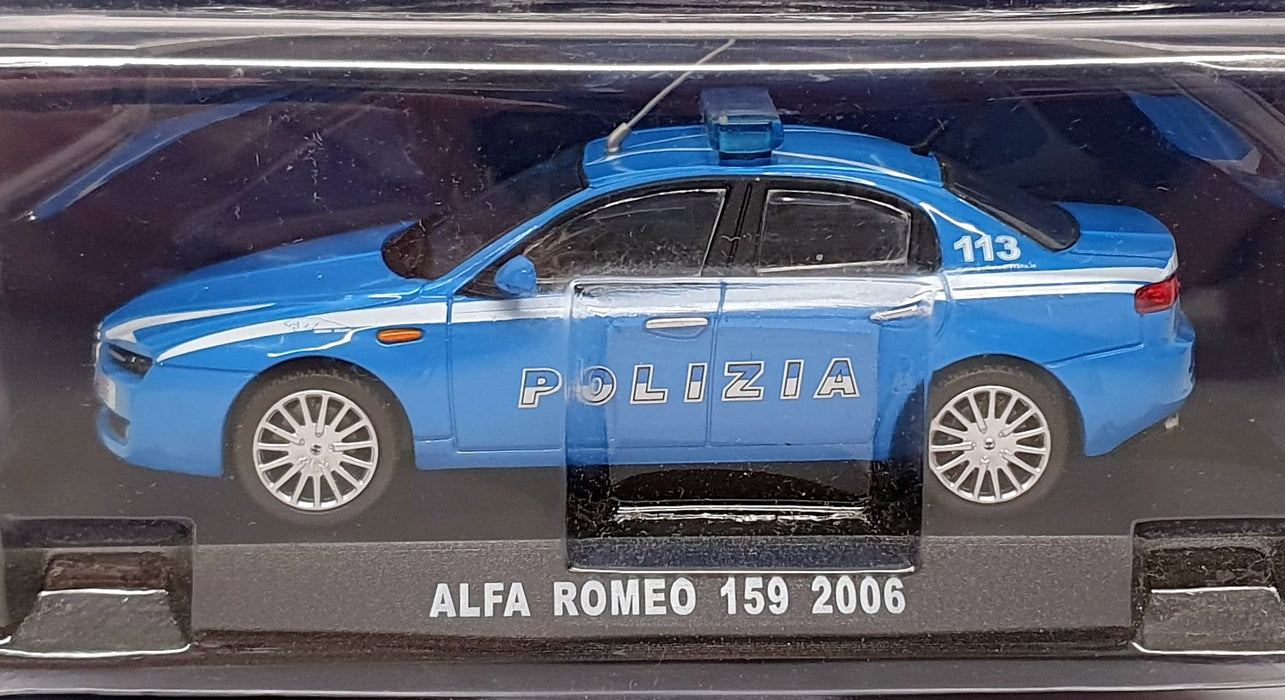 113
POLIZIA
ALFA ROMEO 159 2006